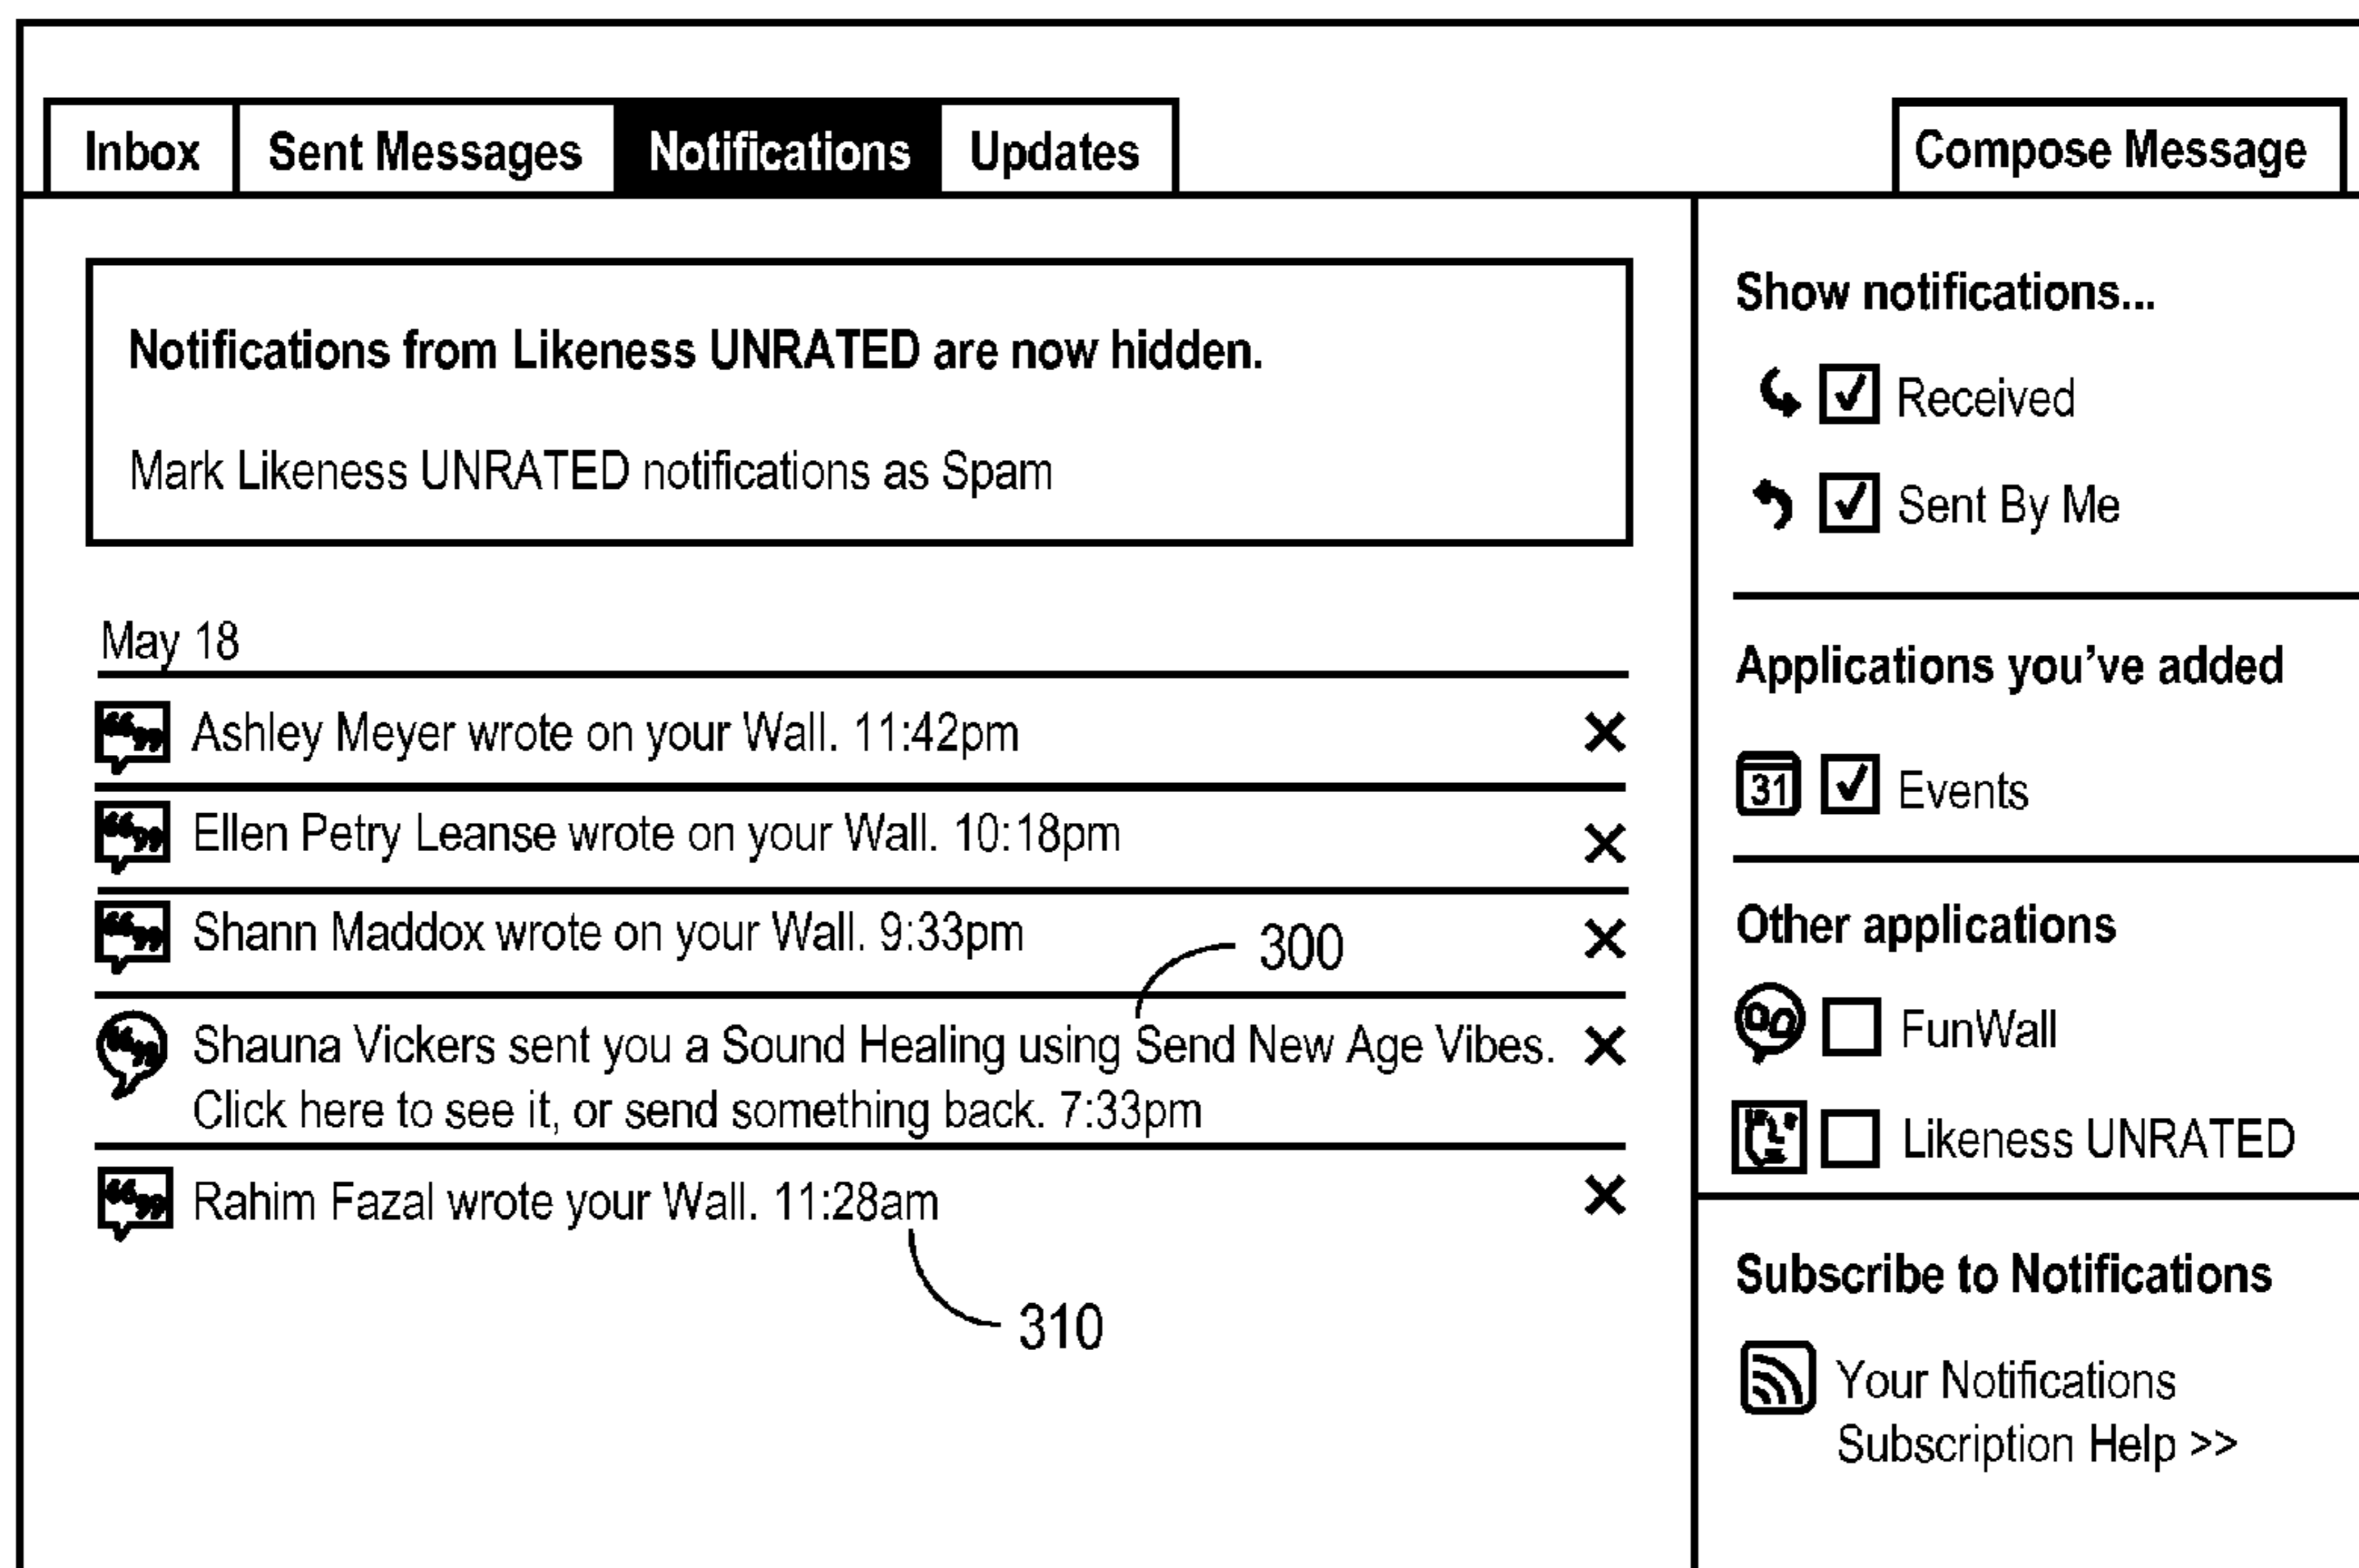 Inbox Sent Messages Notifications Updates Compose Message
Notifications from Likeness UNRATED are now hidden.
Mark Likeness UNRATED notifications as Spam
May 18
Ashley Meyer wrote on your Wall. 11:42pm
Ellen Petry Leanse wrote on your Wall. 10:18pm
Shann Maddox wrote on your Wall. 9:33pm
300
Shauna Vickers sent you a Sound Healing using Send New Age Vibes.
Click here to see it, or send something back. 7:33pm
Rahim Fazal wrote your Wall. 11:28am
310
Show notifications...
Received
Sent By Me
Applications you've added
31 Events
Other applications
FunWall
Likeness UNRATED
Subscribe to Notifications
Your Notifications
Subscription Help >>